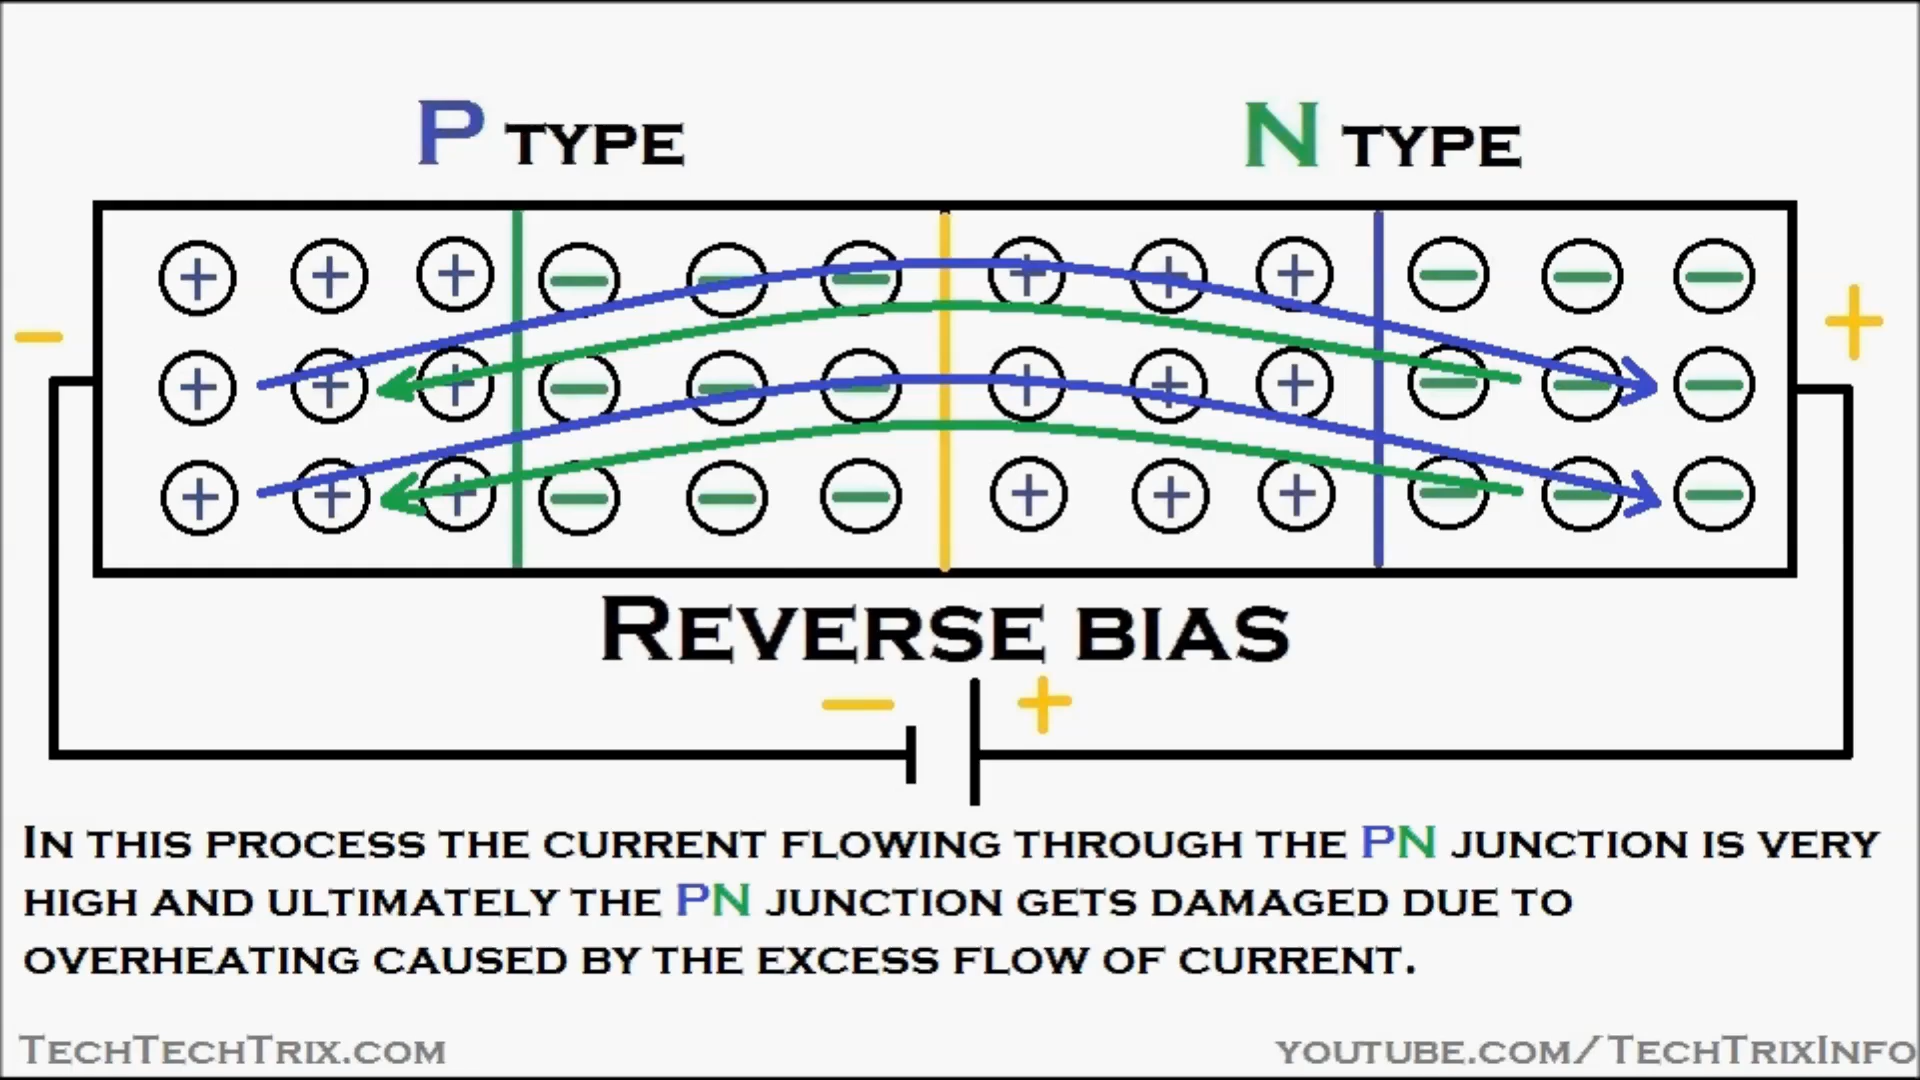 P TYPE N TYPE
REVERSE BIAS
IN THIS PROCESS THE CURRENT FLOWING THROUGH THE PN JUNCTION IS VERY
HIGH AND ULTIMATELY THE PN JUNCTION GETS DAMAGED DUE TO
OVERHEATING CAUSED BY THE EXCESS FLOW OF CURRENT.
TECHTECHTRIX.COM YOUTUBE.COM/TECHTRIXINFO